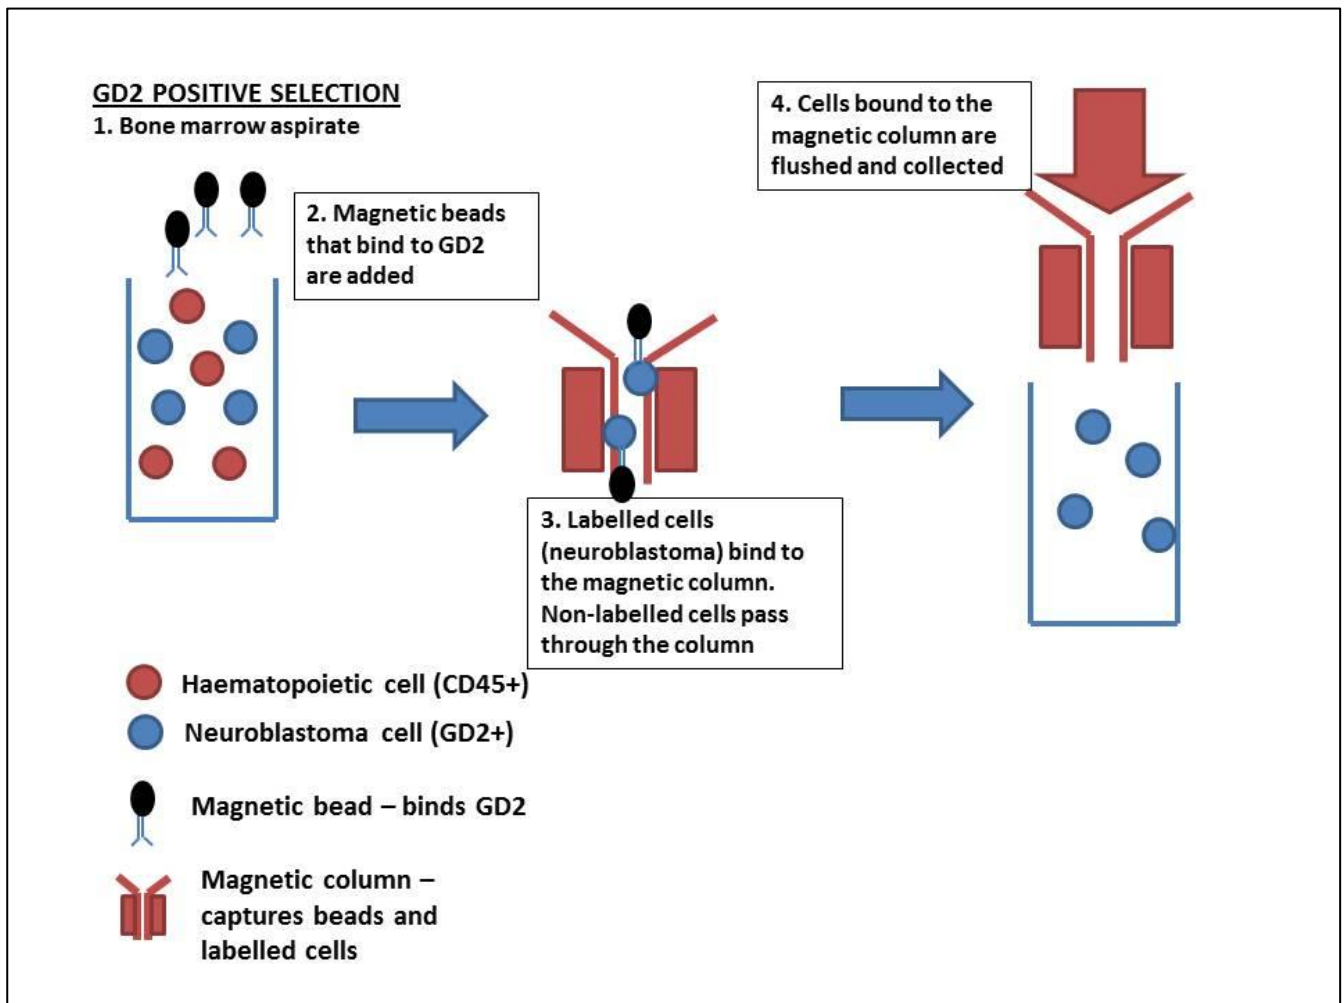 GD2 POSITIVE SELECTION
1. Bone marrow aspirate
2. Magnetic beads
that bind to GD2
are added
3. Labelled cells
(neuroblastoma) bind to
the magnetic column.
Non-labelled cells pass
through the column
4. Cells bound to the
magnetic column are
flushed and collected
Haematopoietic cell (CD45+)
Neuroblastoma cell (GD2+)
Magnetic bead – binds GD2
Magnetic column –
captures beads and
labelled cells